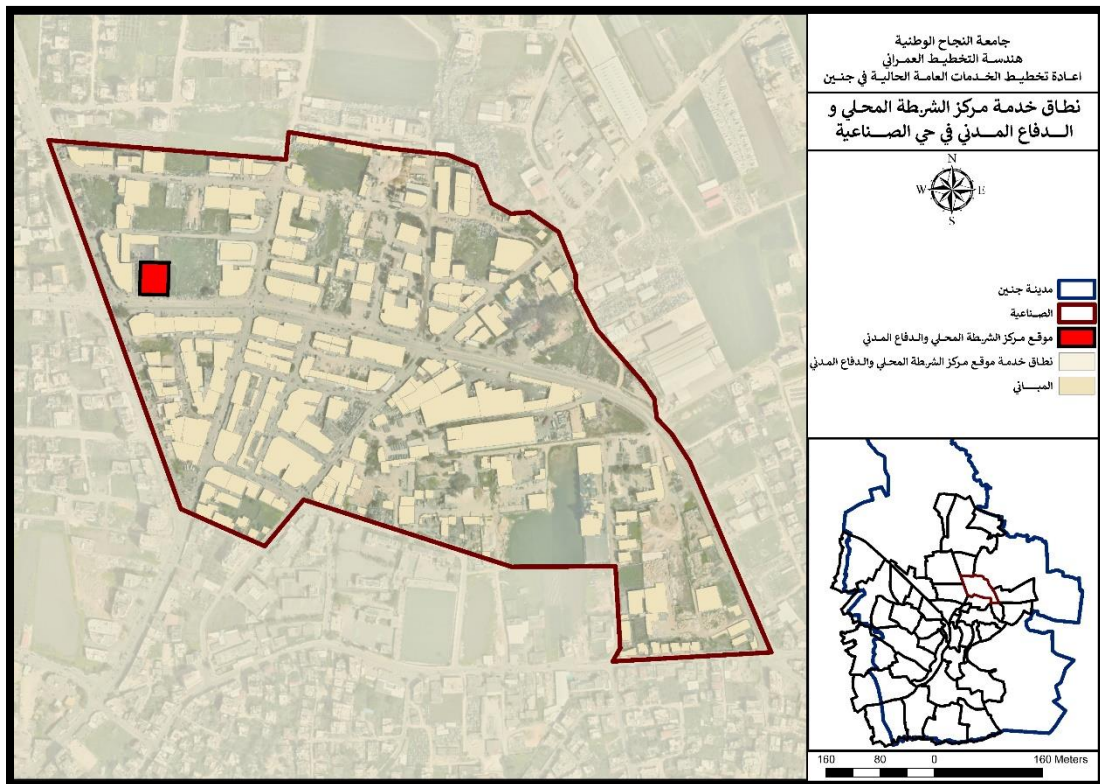 جامعة النجاح الوطنية
هندسة التخطيط العمراني
اعادة تخطيط الخدمات العامة الحالية في جنين
نطاق خدمة مركز الشرطة المحلي و
الدفاع المدني في حي الصناعية
N
W E
S
مدينة جنين
الصناعية
موقع مركز الشرطة المحلي والدفاع المدني
نطاق خدمة موقع مركز الشرطة المحلي والدفاع المدني
المباني
160 80 0 160 Meters